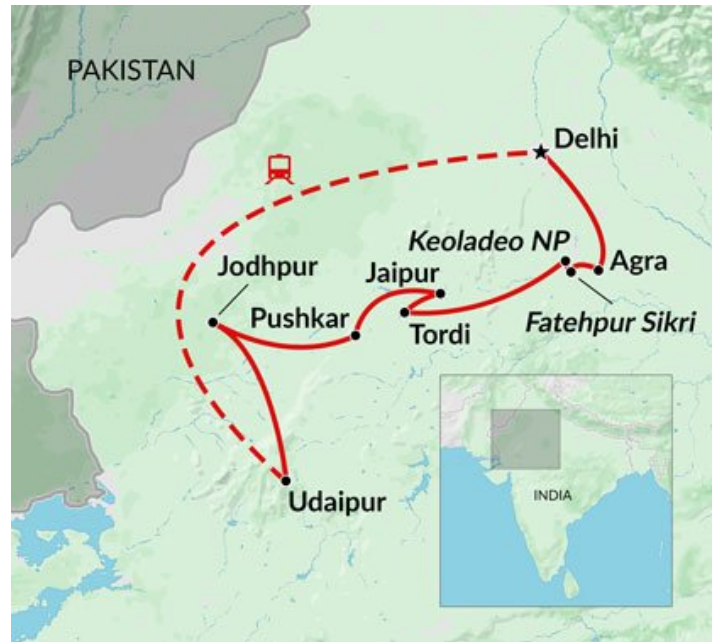 PAKISTAN
Delhi
Keoladeo NP
Jodhpur
Jaipur
Agra
Pushkar
Tordi
Fatehpur Sikri
Udaipur
INDIA